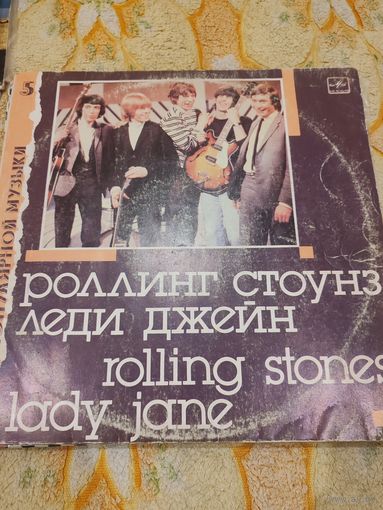 5
ПУЛЯРНОЙ МУЗЫКИ
роллинг стоунз
леди джейн
rolling stones
lady jane